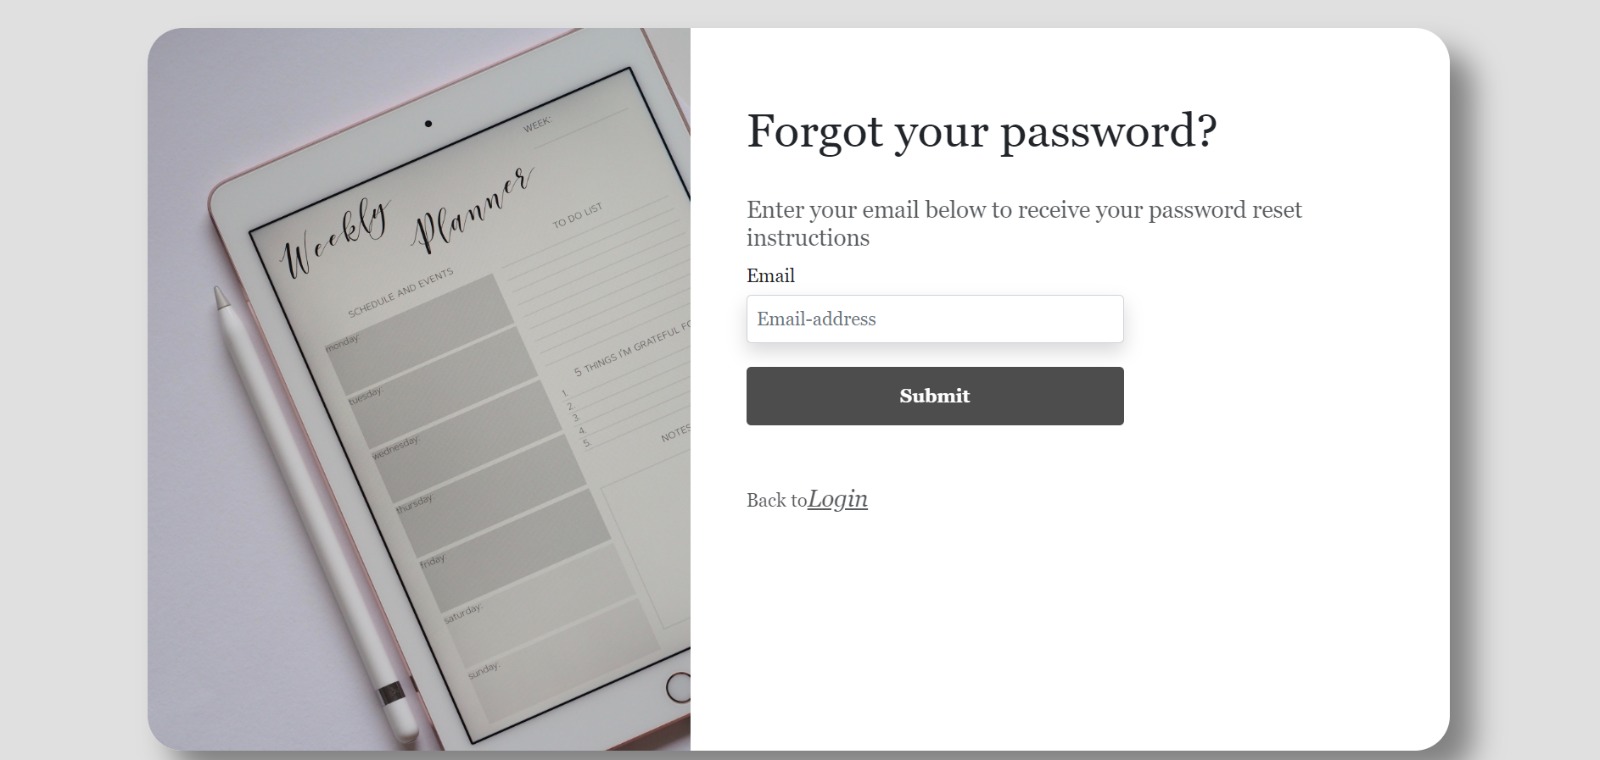 WEEK:
Weekly Planner
TO DO LIST
SCHEDULE AND EVENTS
monday:
tuesday:
wednesday:
thursday:
friday:
saturday:
sunday:
5 THINGS I'M GRATEFUL FO
1.
2.
3.
4.
5.
NOTES
Forgot your password?
Enter your email below to receive your password reset
instructions
Email
Email-address
Submit
Back toLogin